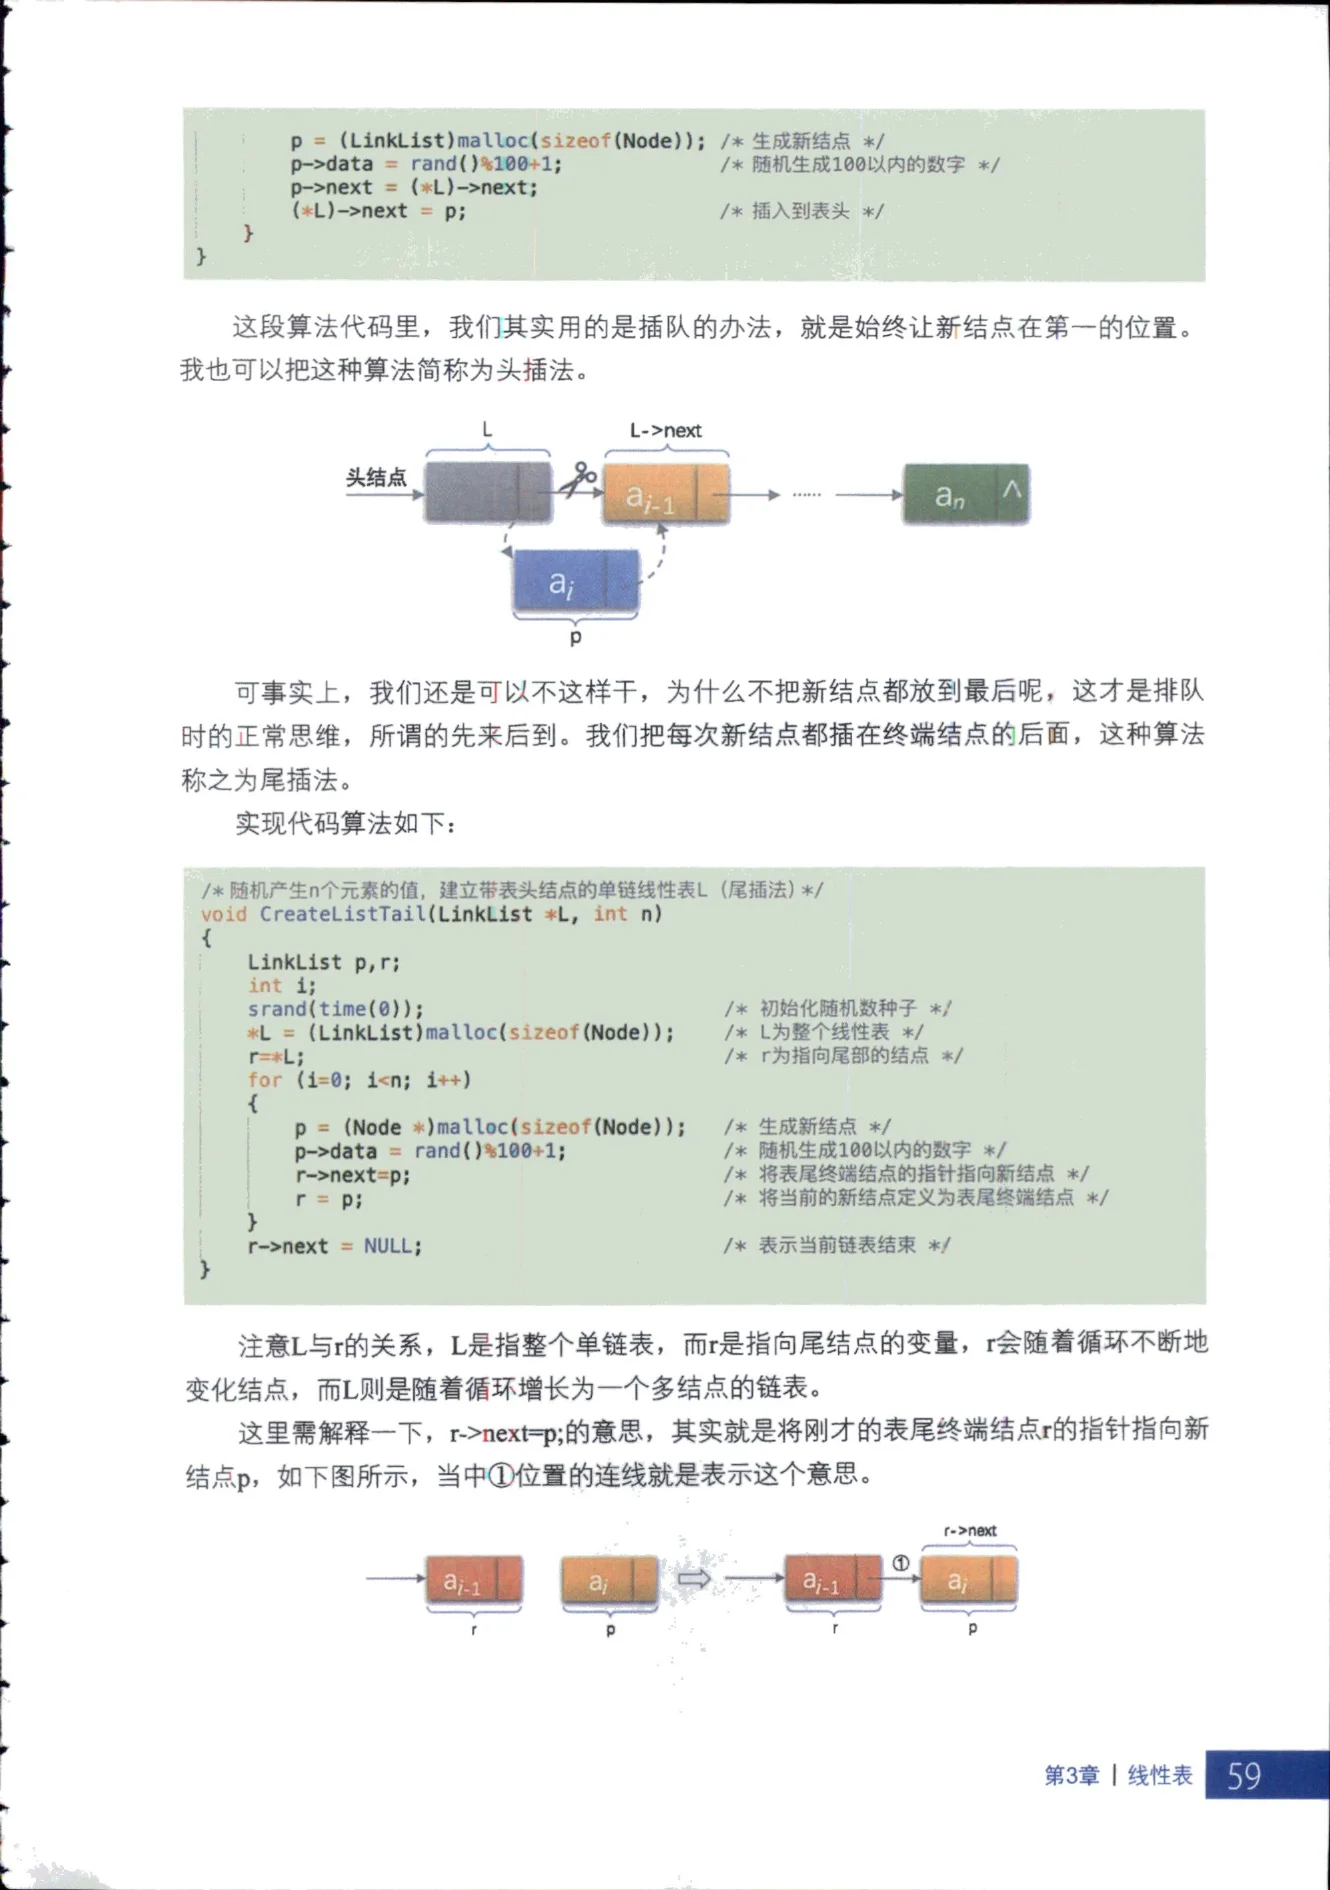 p = (LinkList)malloc(sizeof(Node)); /* 生成新结点 */
p->data = rand()%100+1; /* 随机生成100以内的数字 */
p->next = (*L)->next;
(*L)->next = p; /* 插入到表头 */
}
}
这段算法代码里，我们其实用的是插队的办法，就是始终让新结点在第一的位置。
我也可以把这种算法简称为头插法。
L L->next
头结点
ai-1 …… an ^
ai
p
可事实上，我们还是可以不这样干，为什么不把新结点都放到最后呢，这才是排队
时的正常思维，所谓的先来后到。我们把每次新结点都插在终端结点的后面，这种算法
称之为尾插法。
实现代码算法如下：
/* 随机产生n个元素的值，建立带表头结点的单链线性表L（尾插法）*/
void CreateListTail(LinkList *L, int n)
{
LinkList p,r;
int i;
srand(time(0)); /* 初始化随机数种子 */
*L = (LinkList)malloc(sizeof(Node)); /* L为整个线性表 */
r=*L; /* r为指向尾部的结点 */
for (i=0; i<n; i++)
{
p = (Node *)malloc(sizeof(Node)); /* 生成新结点 */
p->data = rand()%100+1; /* 随机生成100以内的数字 */
r->next=p; /* 将表尾终端结点的指针指向新结点 */
r = p; /* 将当前的新结点定义为表尾终端结点 */
}
r->next = NULL; /* 表示当前链表结束 */
}
注意L与r的关系，L是指整个单链表，而r是指向尾结点的变量，r会随着循环不断地
变化结点，而L则是随着循环增长为一个多结点的链表。
这里需解释一下，r->next=p;的意思，其实就是将刚才的表尾终端结点r的指针指向新
结点p，如下图所示，当中①位置的连线就是表示这个意思。
r->next
ai-1 ai ai-1 ① ai
r p r p
第3章 | 线性表 59